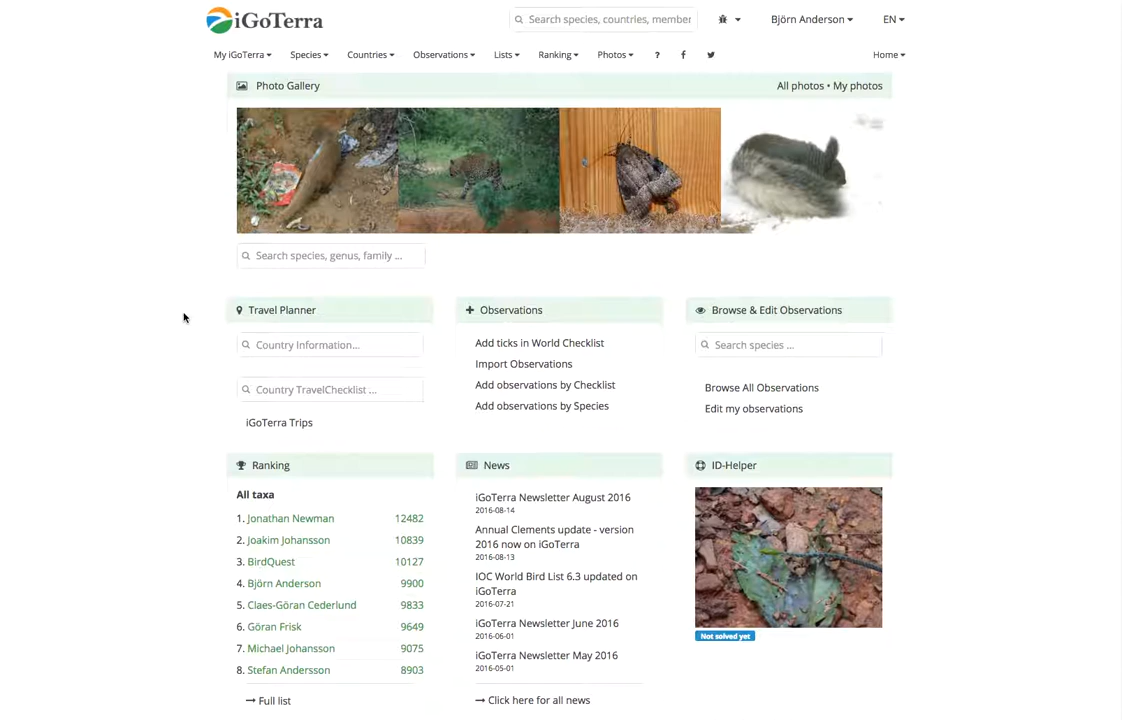 iGoTerra
Search species, countries, member
Björn Anderson
EN
My iGoTerra
Species
Countries
Observations
Lists
Ranking
Photos
?
Home
Photo Gallery
All photos • My photos
Search species, genus, family ...
Travel Planner
Country Information...
Country TravelChecklist ...
iGoTerra Trips
Observations
Add ticks in World Checklist
Import Observations
Add observations by Checklist
Add observations by Species
Browse & Edit Observations
Search species ...
Browse All Observations
Edit my observations
Ranking
All taxa
1. Jonathan Newman 12482
2. Joakim Johansson 10839
3. BirdQuest 10127
4. Björn Anderson 9900
5. Claes-Göran Cederlund 9833
6. Göran Frisk 9649
7. Michael Johansson 9075
8. Stefan Andersson 8903
Full list
News
iGoTerra Newsletter August 2016
2016-08-14
Annual Clements update - version
2016 now on iGoTerra
2016-08-13
IOC World Bird List 6.3 updated on
iGoTerra
2016-07-21
iGoTerra Newsletter June 2016
2016-06-01
iGoTerra Newsletter May 2016
2016-05-01
Click here for all news
ID-Helper
Not solved yet